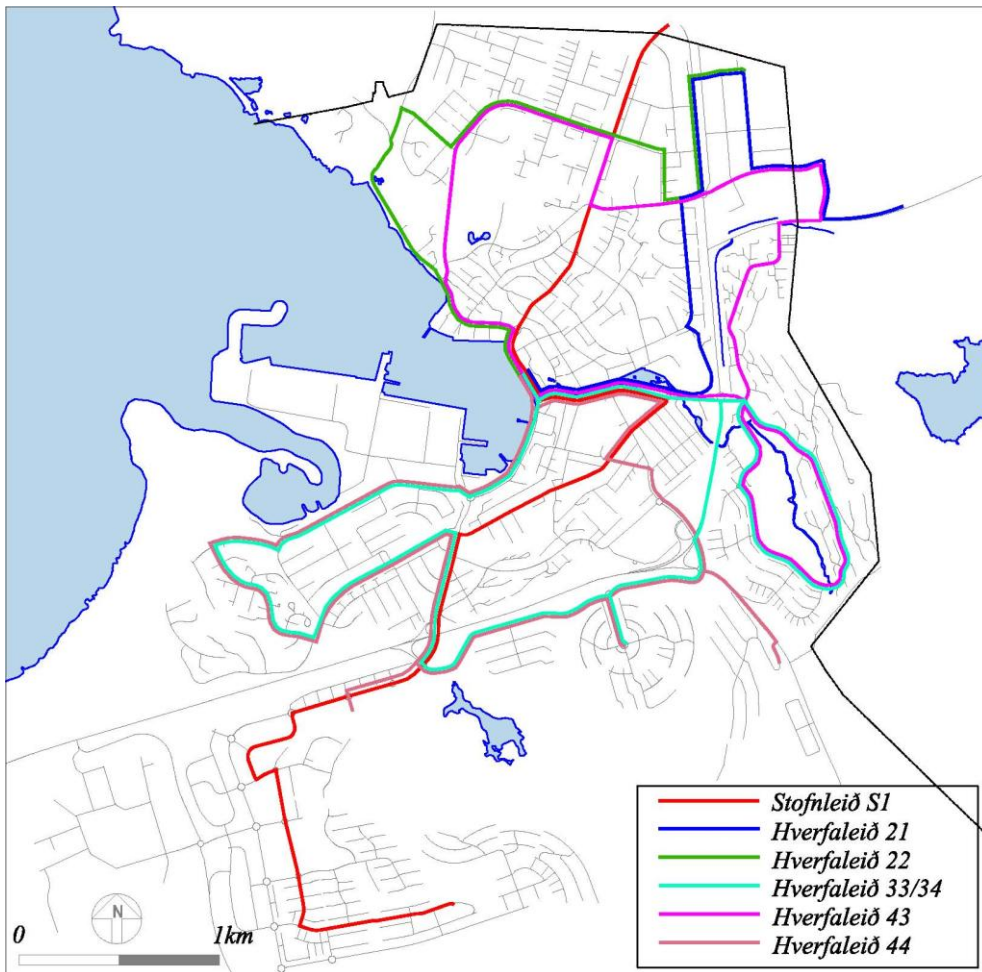 Stofnleið S1
Hverfaleið 21
Hverfaleið 22
Hverfaleið 33/34
Hverfaleið 43
Hverfaleið 44
N
0 1km